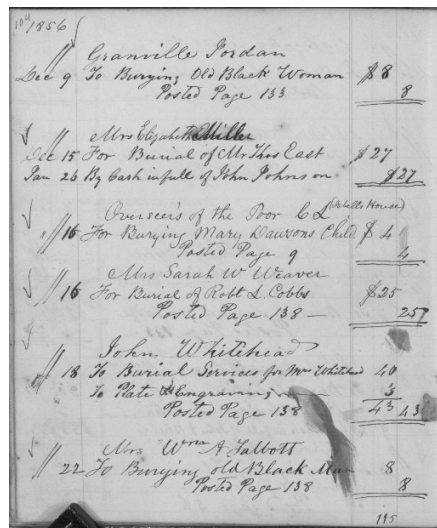 104
1856
// Granville Jordan
Dec 9 To Burying Old Black Woman $8
Posted Page 133 8
// Mrs Elizabeth Miller
Dec 15 For Burial of Mr Thos East $27
Jan 26 By Cash in full of John Johnson $27
Overseer's of the Poor C L House)
// 16 For Burying Mary Dawsons Child $4
Posted Page 9 4
// Mrs Sarah W Weaver
16 For Burial of Robt L. Cobbs $25
Posted Page 138 — 25
// John Whitehead
18 To Burial Services for Mr Whitehead 40
To Plate & Engraving 3
Posted Page 138 43 43
// Mrs Wm A Talbott
22 To Burying old Black Man 8
Posted Page 138 8
115